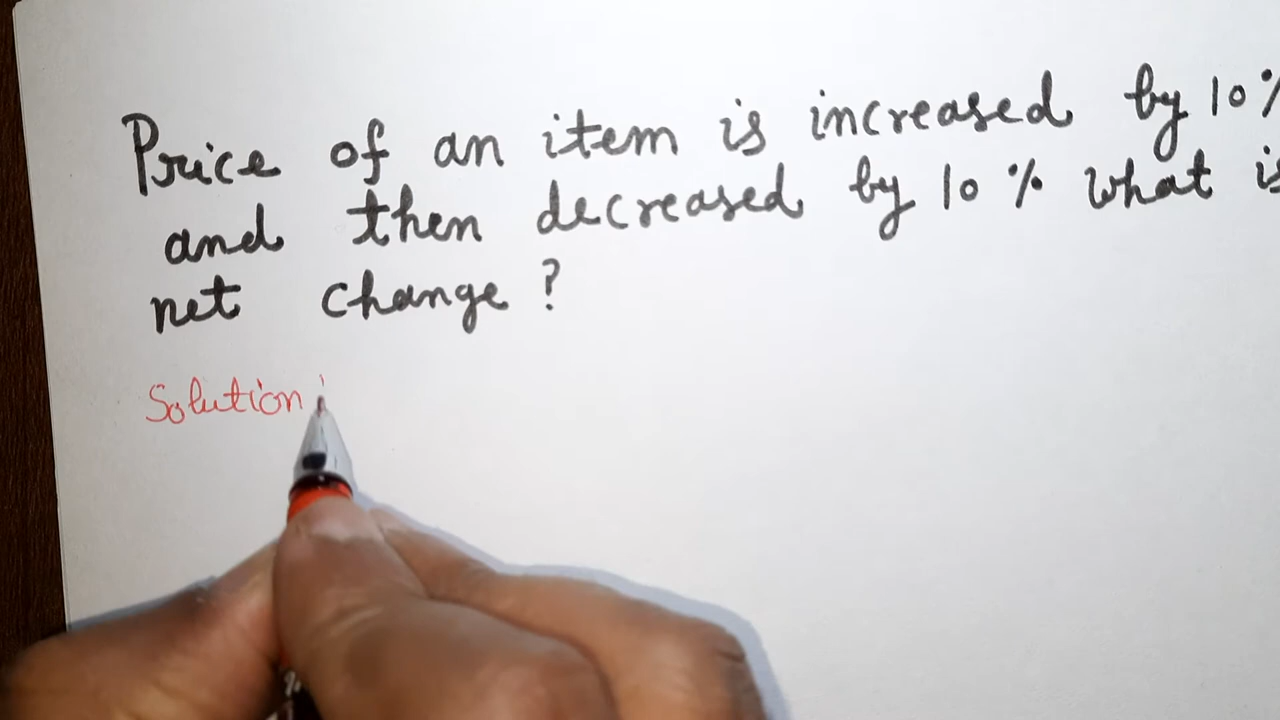 Price of an item is increased by 10%
and then decreased by 10% what is
net change?
Solution: